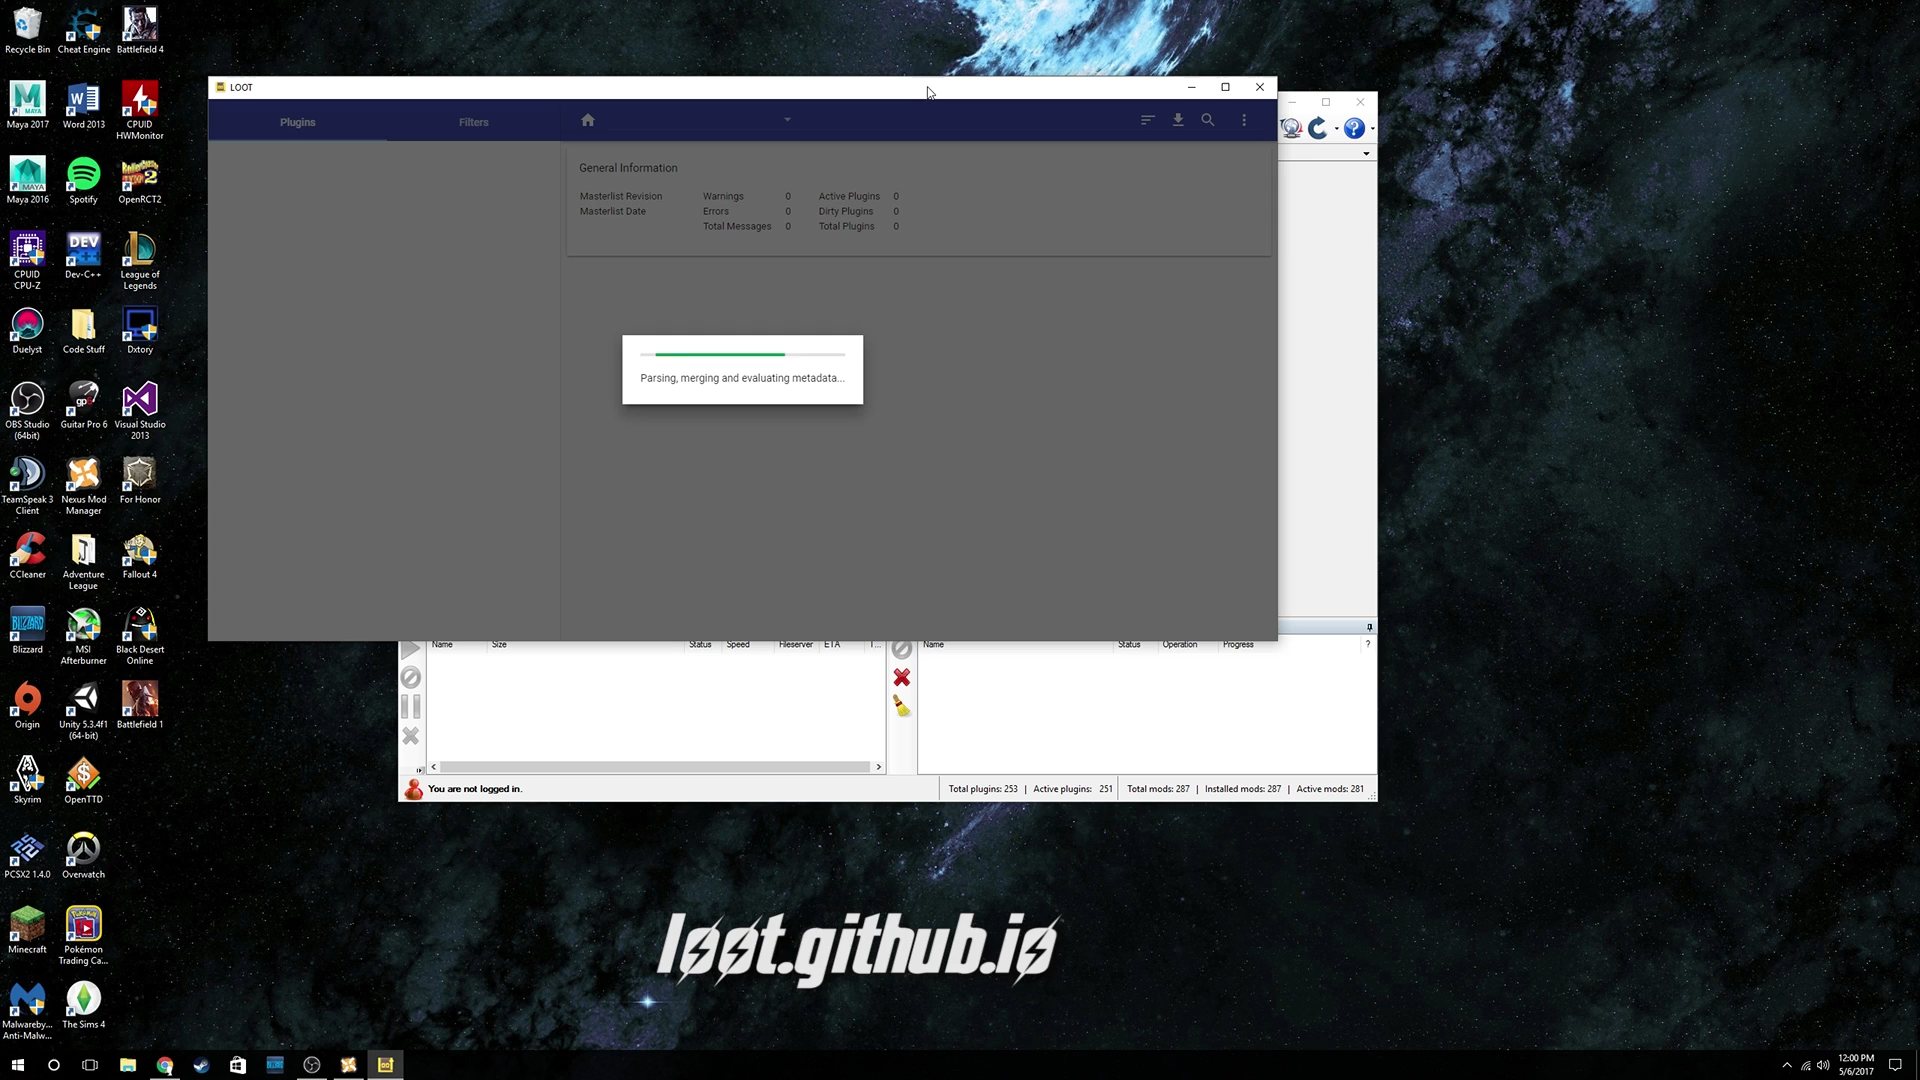 Recycle Bin
Cheat Engine
Battlefield 4
Maya 2017
Word 2013
CPUID
HWMonitor
Maya 2016
Spotify
OpenRCT2
CPUID
CPU-Z
Dev-C++
League of
Legends
Duelyst
Code Stuff
Dxtory
OBS Studio
(64bit)
Guitar Pro 6
Visual Studio
2013
TeamSpeak 3
Client
Nexus Mod
Manager
For Honor
CCleaner
Adventure
League
Fallout 4
Blizzard
MSI
Afterburner
Black Desert
Online
Origin
Unity 5.3.4f1
(64-bit)
Battlefield 1
Skyrim
OpenTTD
PCSX2 1.4.0
Overwatch
Minecraft
Pokémon
Trading Ca...
Malwareby...
Anti-Malw...
The Sims 4
LOOT
Plugins
Filters
General Information
Masterlist Revision
Masterlist Date
Warnings 0
Errors 0
Total Messages 0
Active Plugins 0
Dirty Plugins 0
Total Plugins 0
Parsing, merging and evaluating metadata...
Name Size Status Speed Fileserver ETA T...
Name Status Operation Progress ?
You are not logged in.
Total plugins: 253 | Active plugins: 251
Total mods: 287 | Installed mods: 287 | Active mods: 281
loot.github.io
12:00 PM
5/6/2017